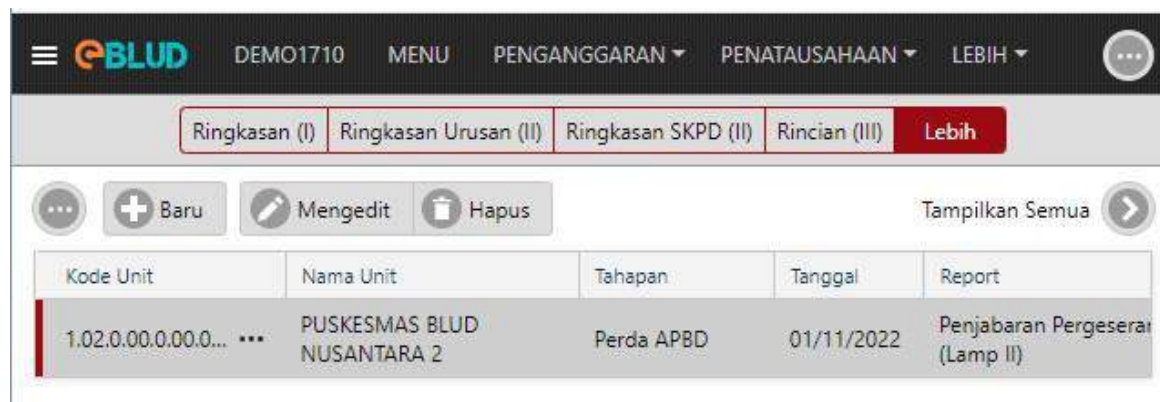 eBLUD DEMO1710 MENU PENGANGGARAN PENATAUSAHAAN LEBIH
Ringkasan (I) Ringkasan Urusan (II) Ringkasan SKPD (II) Rincian (III) Lebih
Baru Mengedit Hapus Tampilkan Semua
Kode Unit Nama Unit Tahapan Tanggal Report
1.02.0.00.0.00.0... ••• PUSKESMAS BLUD NUSANTARA 2 Perda APBD 01/11/2022 Penjabaran Pergeseran (Lamp II)